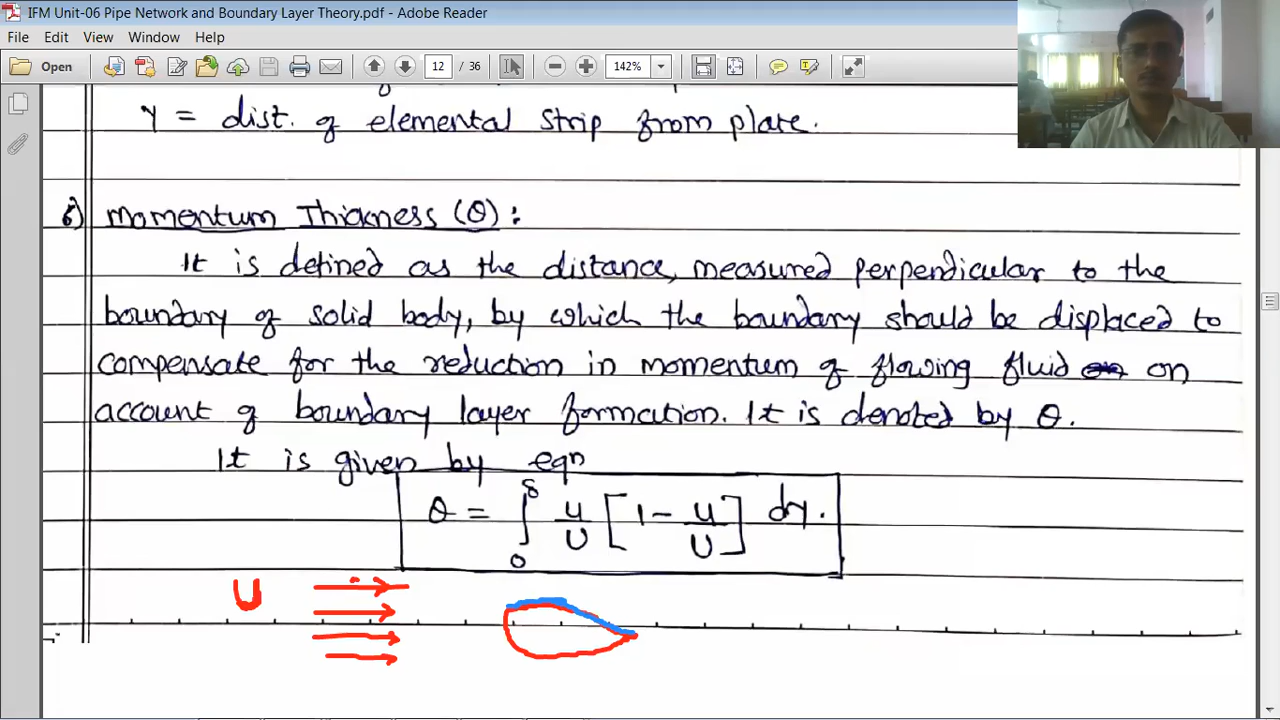 IFM Unit-06 Pipe Network and Boundary Layer Theory.pdf - Adobe Reader
File Edit View Window Help
Open 12 / 36 142%
y = dist. of elemental strip from plate.
6) Momentum Thickness (θ) :
It is defined as the distance, measured perpendicular to the
boundary of solid body, by which the boundary should be displaced to
compensate for the reduction in momentum of flowing fluid on
account of boundary layer formation. It is denoted by θ.
It is given by eqn
θ = ∫₀^δ u/U [1 - u/U] dy.
U